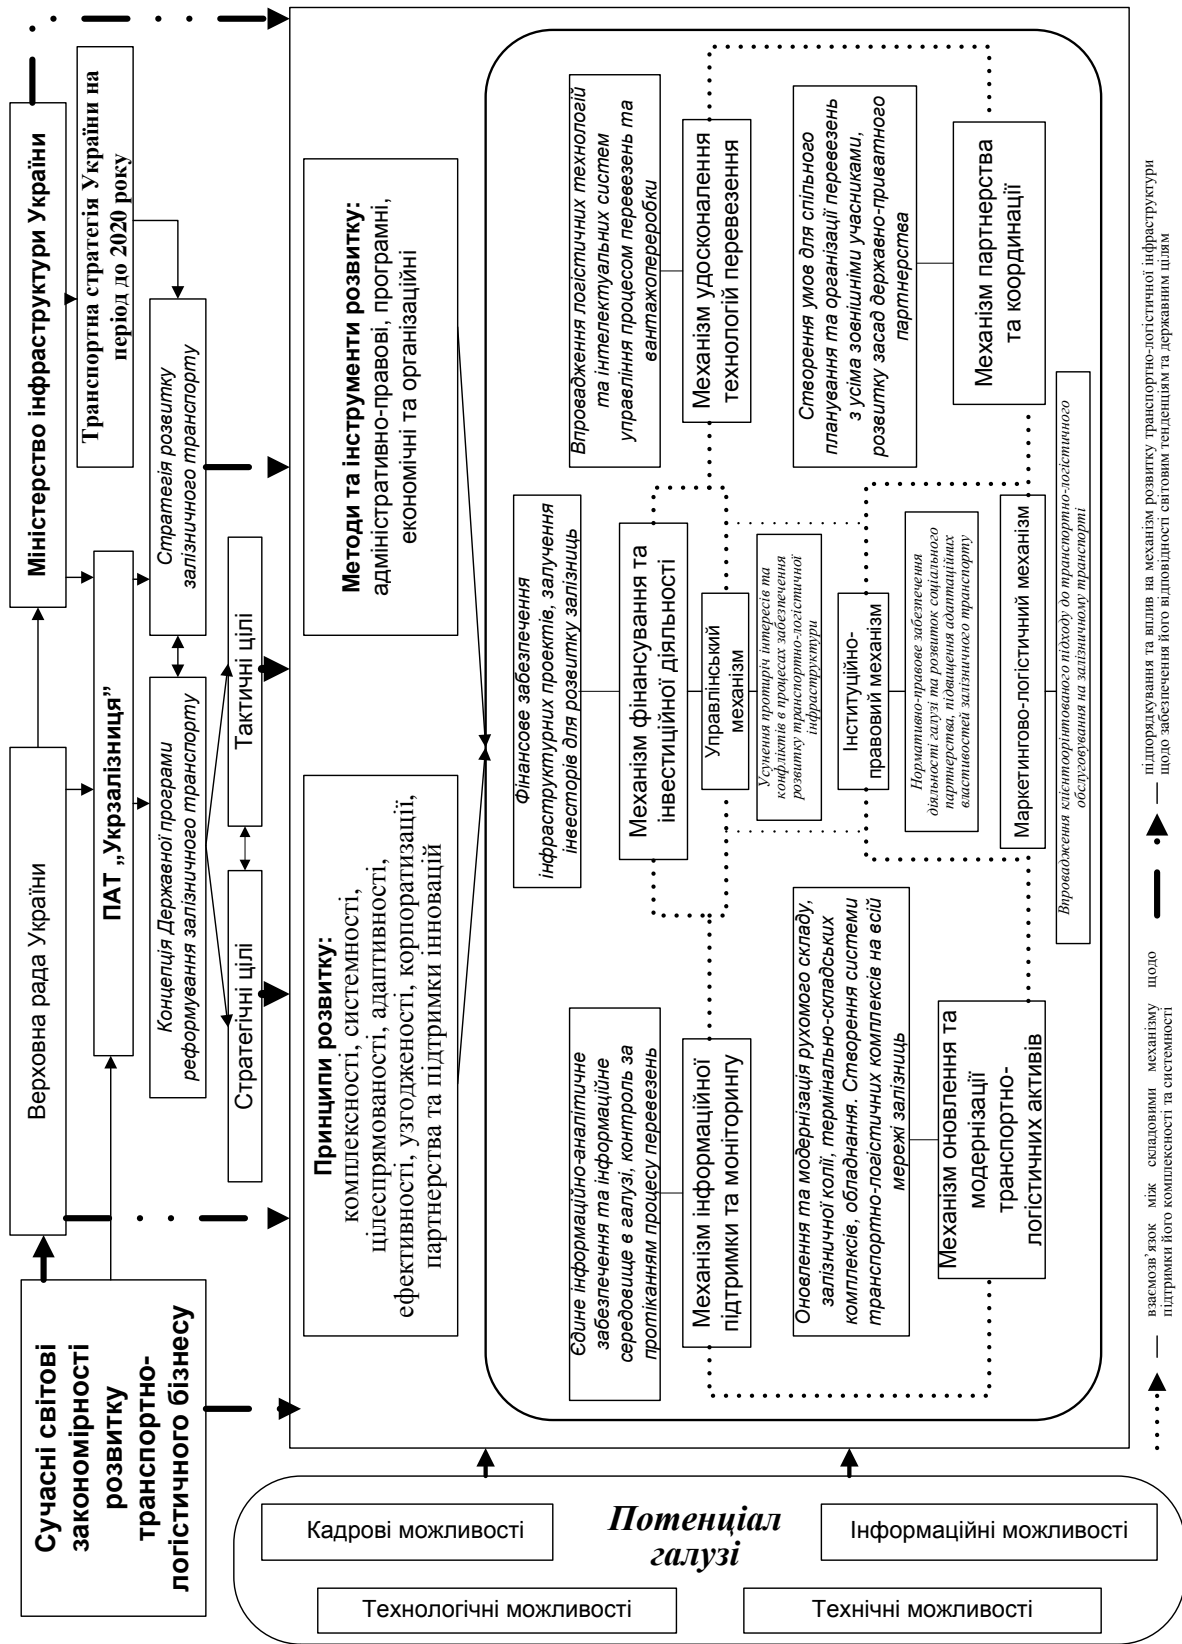 Сучасні світові
закономірності
розвитку
транспортно-
логістичного бізнесу
Верховна рада України
Міністерство інфраструктури України
ПАТ „Укрзалізниця”
Транспортна стратегія України на
період до 2020 року
Концепція Державної програми
реформування залізничного транспорту
Стратегія розвитку
залізничного транспорту
Стратегічні цілі
Тактичні цілі
Принципи розвитку:
комплексності, системності,
цілеспрямованості, адаптивності,
ефективності, узгодженості, корпоратизації,
партнерства та підтримки інновацій
Методи та інструменти розвитку:
адміністративно-правові, програмні,
економічні та організаційні
Фінансове забезпечення
інфраструктурних проектів, залучення
інвесторів для розвитку залізниць
Механізм фінансування та
інвестиційної діяльності
Єдине інформаційно-аналітичне
забезпечення та інформаційне
середовище в галузі, контроль за
протіканням процесу перевезень
Механізм інформаційної
підтримки та моніторингу
Впровадження логістичних технологій
та інтелектуальних систем
управління процесом перевезень та
вантажопереробки
Механізм удосконалення
технологій перевезення
Управлінський
механізм
Усунення протиріч інтересів та
конфліктів в процесах забезпечення
розвитку транспортно-логістичної
інфраструктури
Інституційно-
правовий механізм
Нормативно-правове забезпечення
діяльності галузі та розвиток соціального
партнерства, підвищення адаптаційних
властивостей залізничного транспорту
Оновлення та модернізація рухомого складу,
залізничної колії, термінально-складських
комплексів, обладнання. Створення системи
транспортно-логістичних комплексів на всій
мережі залізниць
Механізм оновлення та
модернізації
транспортно-
логістичних активів
Створення умов для спільного
планування та організації перевезень
з усіма зовнішніми учасниками,
розвитку засад державно-приватного
партнерства
Механізм партнерства
та координації
Маркетингово-логістичний механізм
Впровадження клієнтоорінтованого підходу до транспортно-логістичного
обслуговування на залізничному транспорті
Потенціал
галузі
Кадрові можливості
Інформаційні можливості
Технологічні можливості
Технічні можливості
взаємозв’язок між складовими механізму щодо
підтримки його комплексності та системності
підпорядкування та вплив на механізм розвитку транспортно-логістичної інфраструктури
щодо забезпечення його відповідності світовим тенденціям та державним цілям